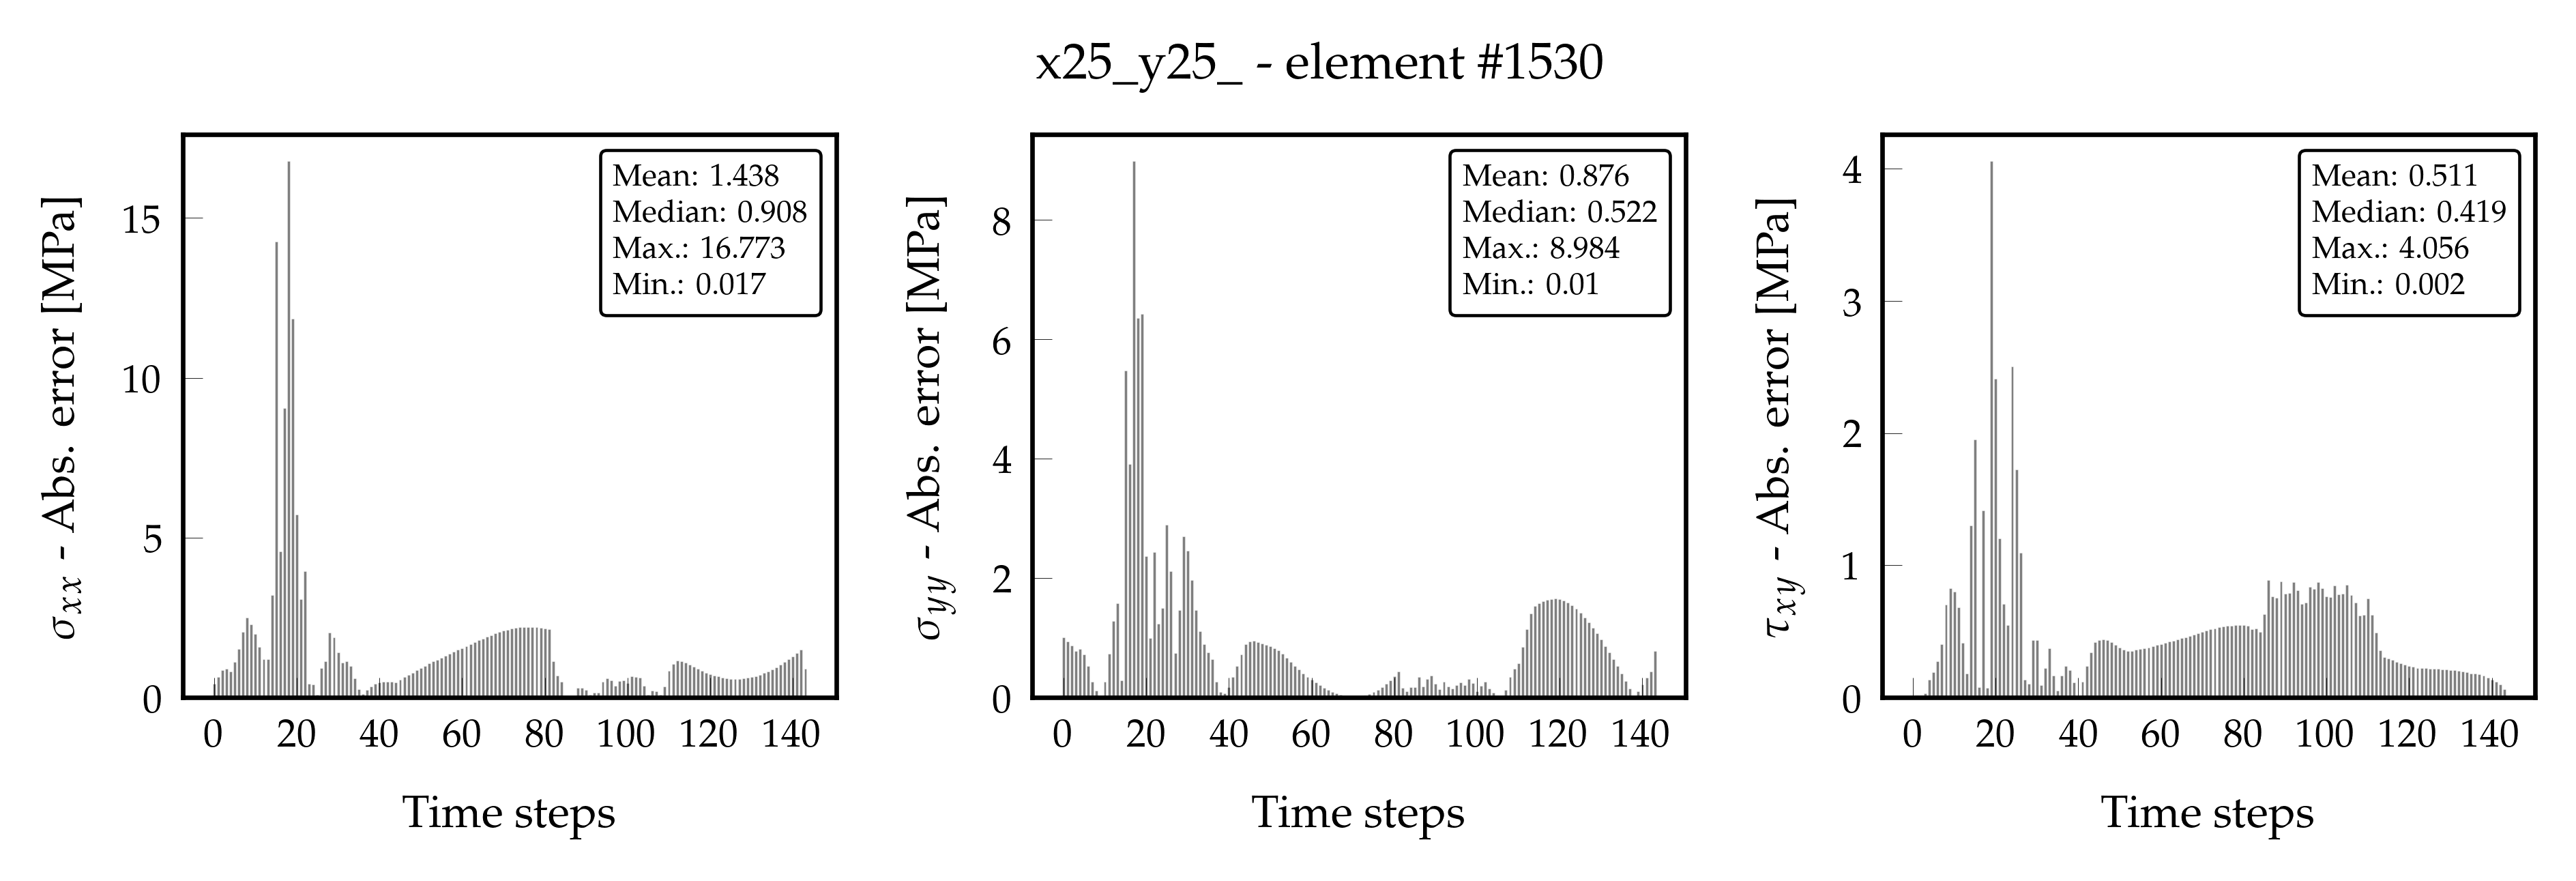 x25_y25_ - element #1530
σxx - Abs. error [MPa]
15
10
5
0
Mean: 1.438
Median: 0.908
Max.: 16.773
Min.: 0.017
0 20 40 60 80 100 120 140
Time steps
σyy - Abs. error [MPa]
8
6
4
2
0
Mean: 0.876
Median: 0.522
Max.: 8.984
Min.: 0.01
0 20 40 60 80 100 120 140
Time steps
τxy - Abs. error [MPa]
4
3
2
1
0
Mean: 0.511
Median: 0.419
Max.: 4.056
Min.: 0.002
0 20 40 60 80 100 120 140
Time steps